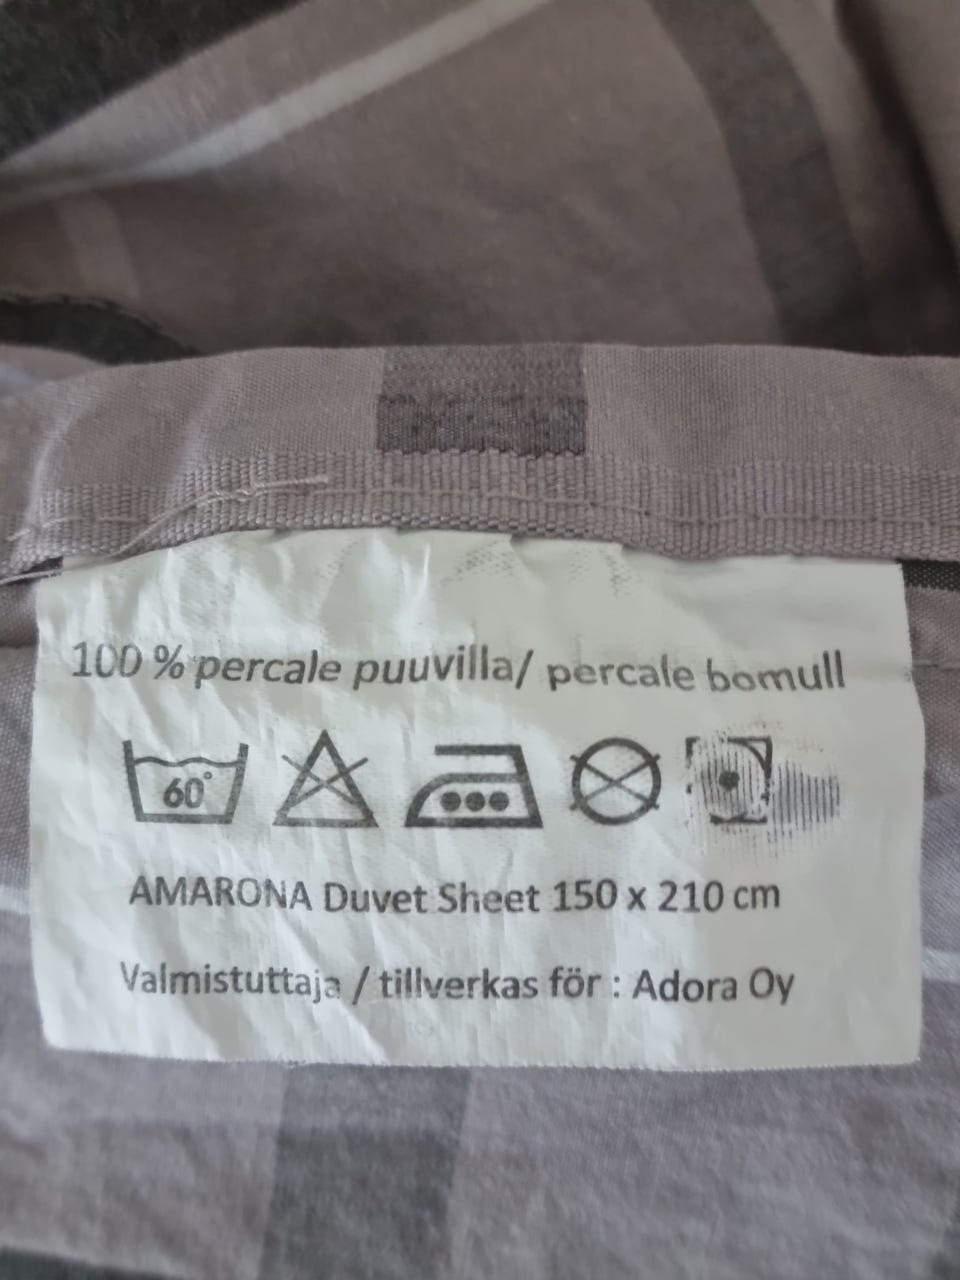 100 % percale puuvilla/ percale bomull
60°
AMARONA Duvet Sheet 150 x 210 cm
Valmistuttaja / tillverkas för : Adora Oy